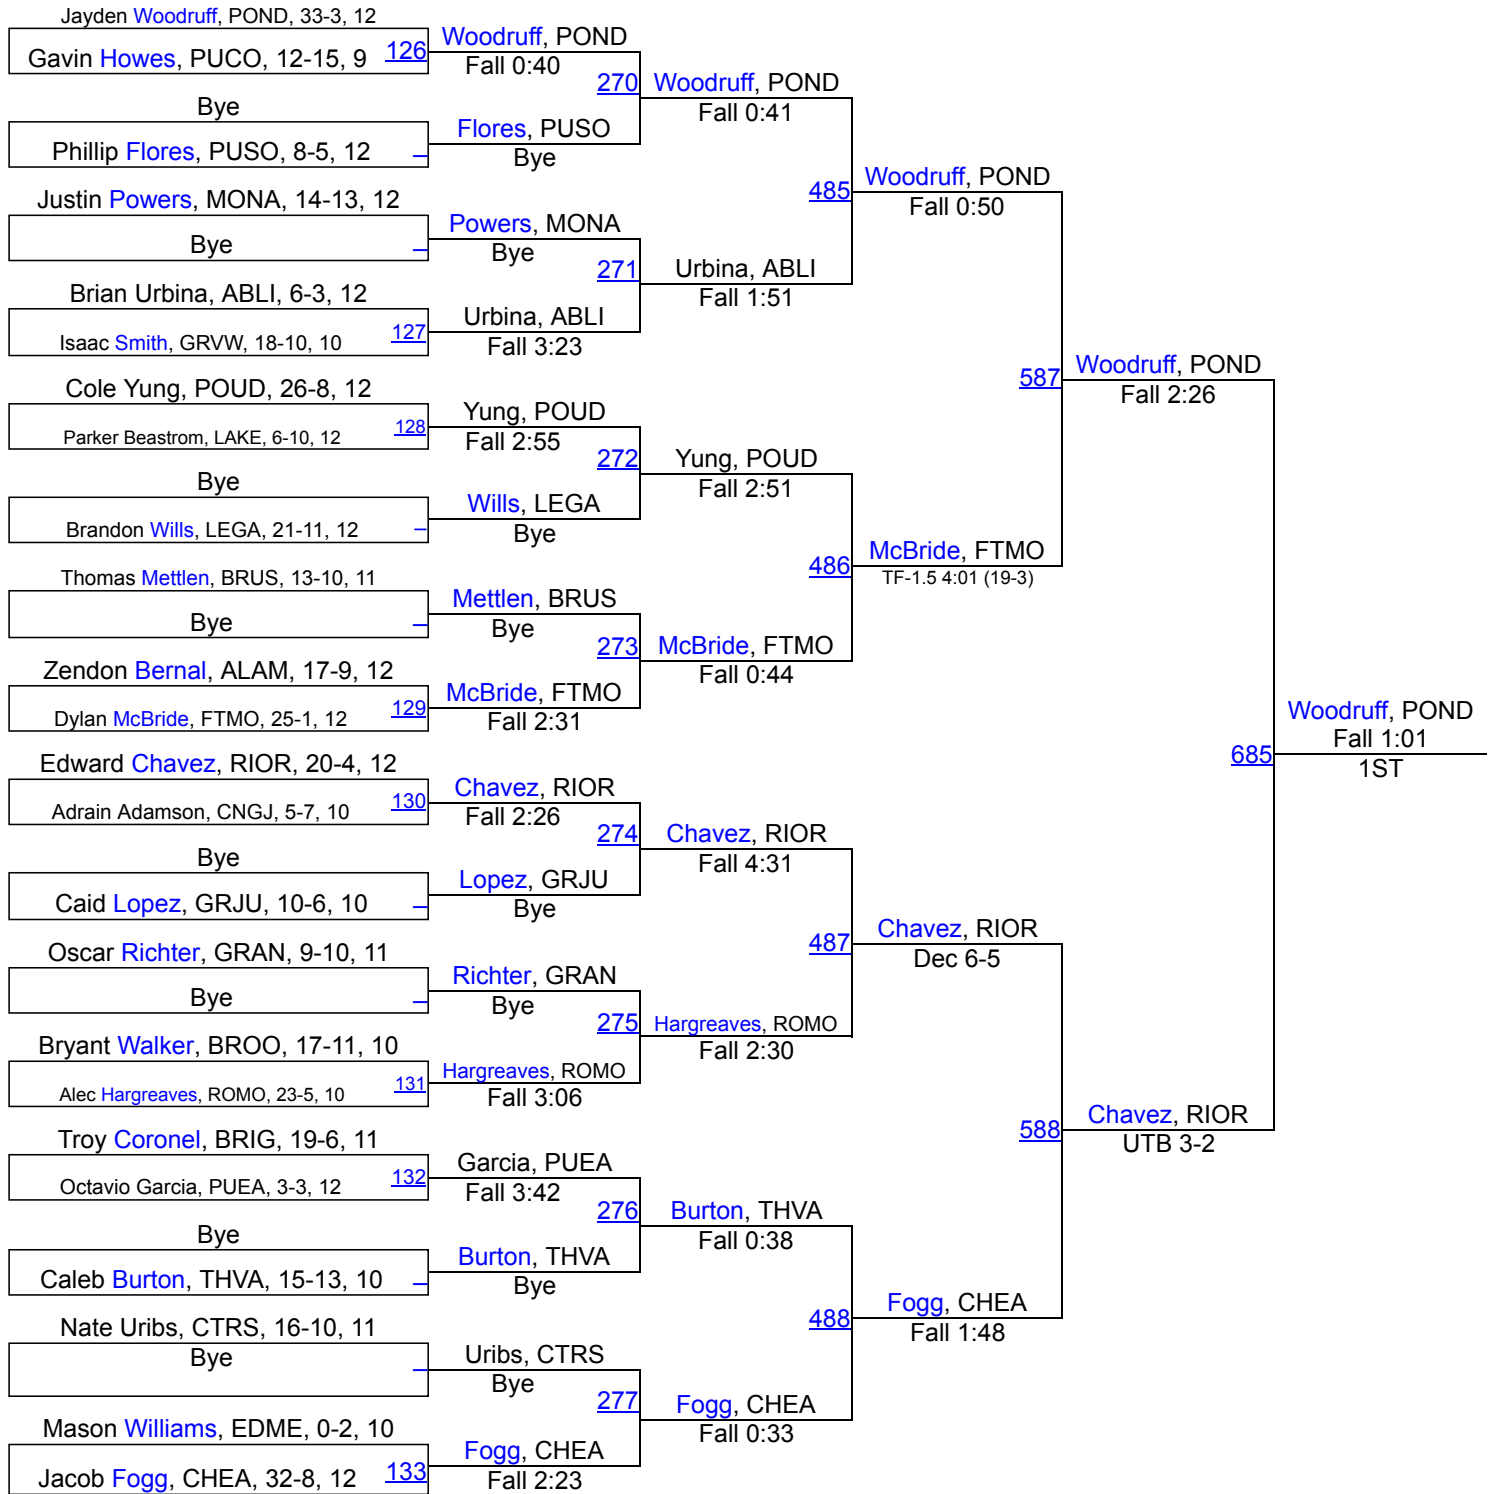 Jayden Woodruff, POND, 33-3, 12
Gavin Howes, PUCO, 12-15, 9 126
Bye
Phillip Flores, PUSO, 8-5, 12 _
Justin Powers, MONA, 14-13, 12
Bye _
Brian Urbina, ABLI, 6-3, 12
Isaac Smith, GRVW, 18-10, 10 127
Cole Yung, POUD, 26-8, 12
Parker Beastrom, LAKE, 6-10, 12 128
Bye
Brandon Wills, LEGA, 21-11, 12 _
Thomas Mettlen, BRUS, 13-10, 11
Bye _
Zendon Bernal, ALAM, 17-9, 12
Dylan McBride, FTMO, 25-1, 12 129
Edward Chavez, RIOR, 20-4, 12
Adrain Adamson, CNGJ, 5-7, 10 130
Bye
Caid Lopez, GRJU, 10-6, 10 _
Oscar Richter, GRAN, 9-10, 11
Bye _
Bryant Walker, BROO, 17-11, 10
Alec Hargreaves, ROMO, 23-5, 10 131
Troy Coronel, BRIG, 19-6, 11
Octavio Garcia, PUEA, 3-3, 12 132
Bye
Caleb Burton, THVA, 15-13, 10 _
Nate Uribs, CTRS, 16-10, 11
Bye _
Mason Williams, EDME, 0-2, 10
Jacob Fogg, CHEA, 32-8, 12 133
Woodruff, POND
Fall 0:40
270
Flores, PUSO
Bye
Powers, MONA
Bye
271
Urbina, ABLI
Fall 3:23
Yung, POUD
Fall 2:55
272
Wills, LEGA
Bye
Mettlen, BRUS
Bye
273
McBride, FTMO
Fall 2:31
Chavez, RIOR
Fall 2:26
274
Lopez, GRJU
Bye
Richter, GRAN
Bye
275
Hargreaves, ROMO
Fall 3:06
Garcia, PUEA
Fall 3:42
276
Burton, THVA
Bye
Uribs, CTRS
Bye
277
Fogg, CHEA
Fall 2:23
Woodruff, POND
Fall 0:41
485
Urbina, ABLI
Fall 1:51
Yung, POUD
Fall 2:51
486
McBride, FTMO
Fall 0:44
Chavez, RIOR
Fall 4:31
487
Hargreaves, ROMO
Fall 2:30
Burton, THVA
Fall 0:38
488
Fogg, CHEA
Fall 0:33
Woodruff, POND
Fall 0:50
587
McBride, FTMO
TF-1.5 4:01 (19-3)
Chavez, RIOR
Dec 6-5
588
Fogg, CHEA
Fall 1:48
Woodruff, POND
Fall 2:26
685
Chavez, RIOR
UTB 3-2
Woodruff, POND
Fall 1:01
1ST